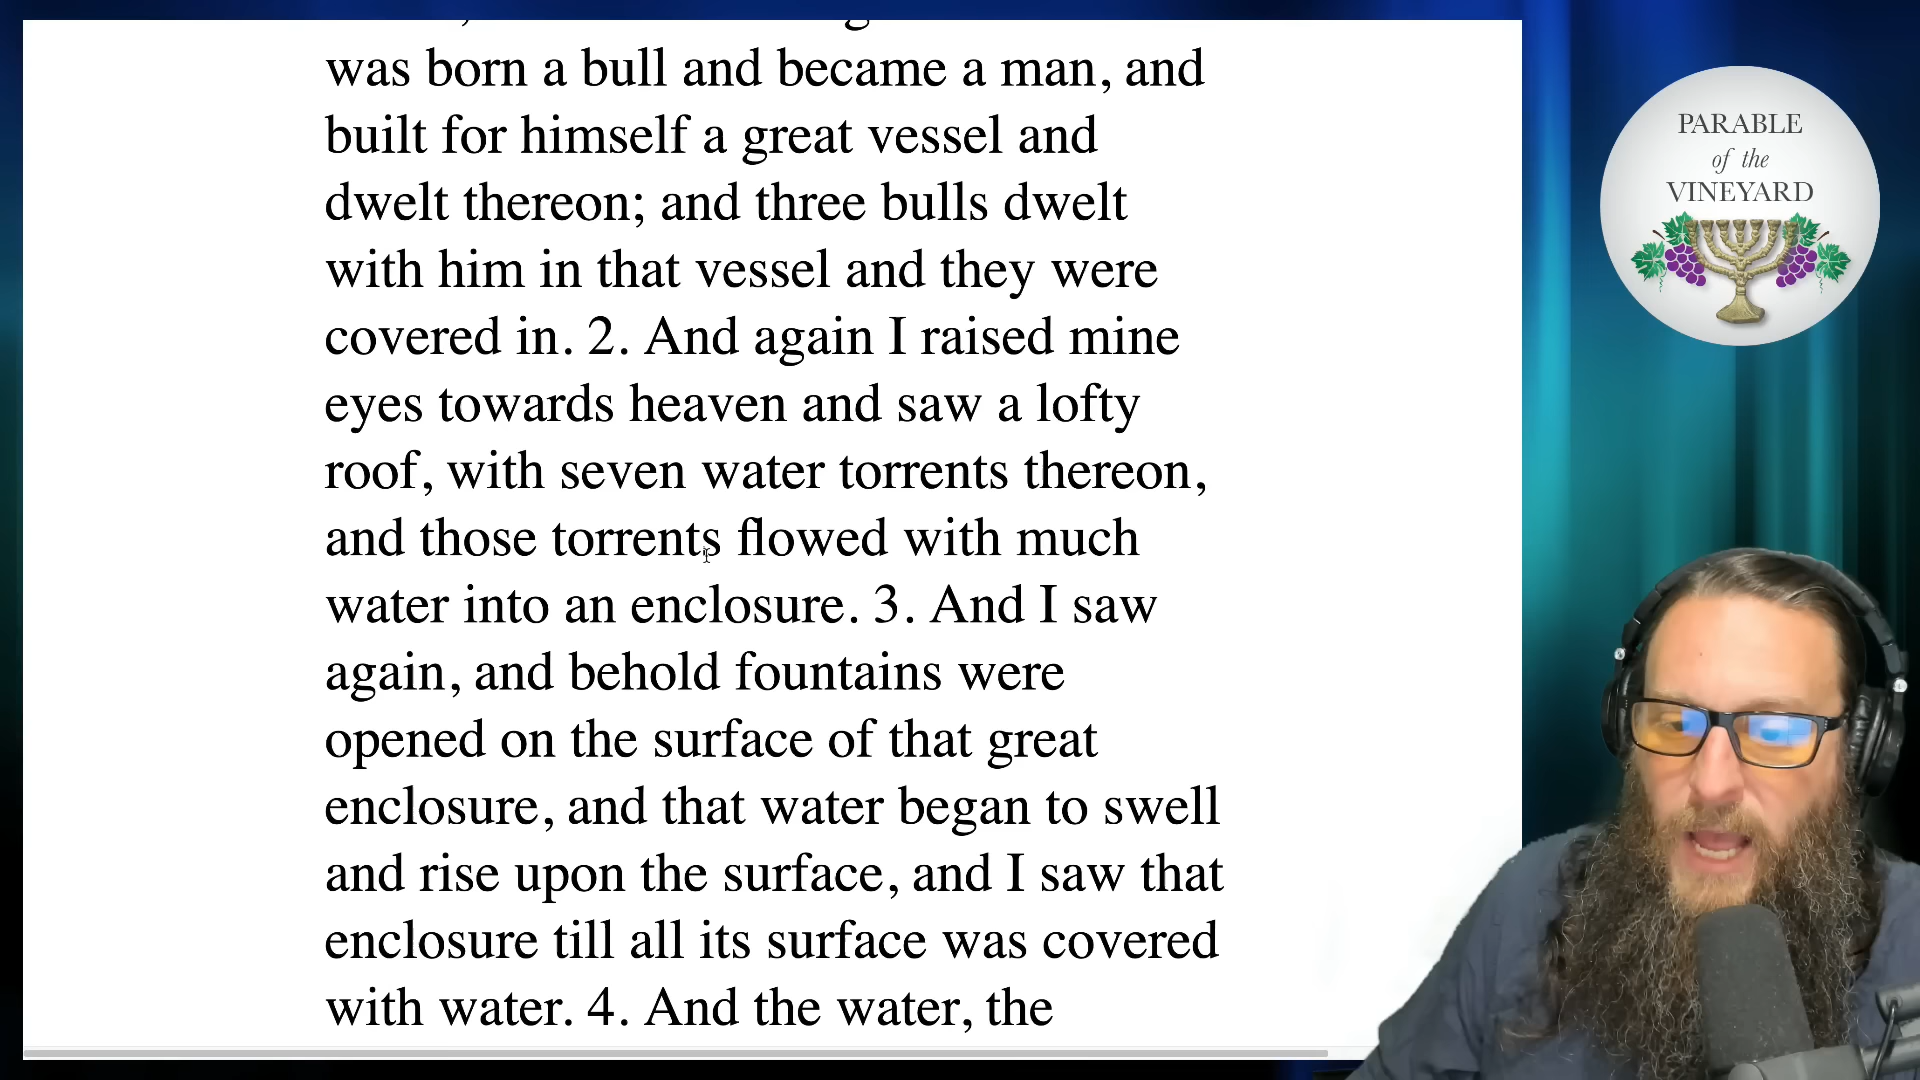 was born a bull and became a man, and
built for himself a great vessel and
dwelt thereon; and three bulls dwelt
with him in that vessel and they were
covered in. 2. And again I raised mine
eyes towards heaven and saw a lofty
roof, with seven water torrents thereon,
and those torrents flowed with much
water into an enclosure. 3. And I saw
again, and behold fountains were
opened on the surface of that great
enclosure, and that water began to swell
and rise upon the surface, and I saw that
enclosure till all its surface was covered
with water. 4. And the water, the
PARABLE
of the
VINEYARD